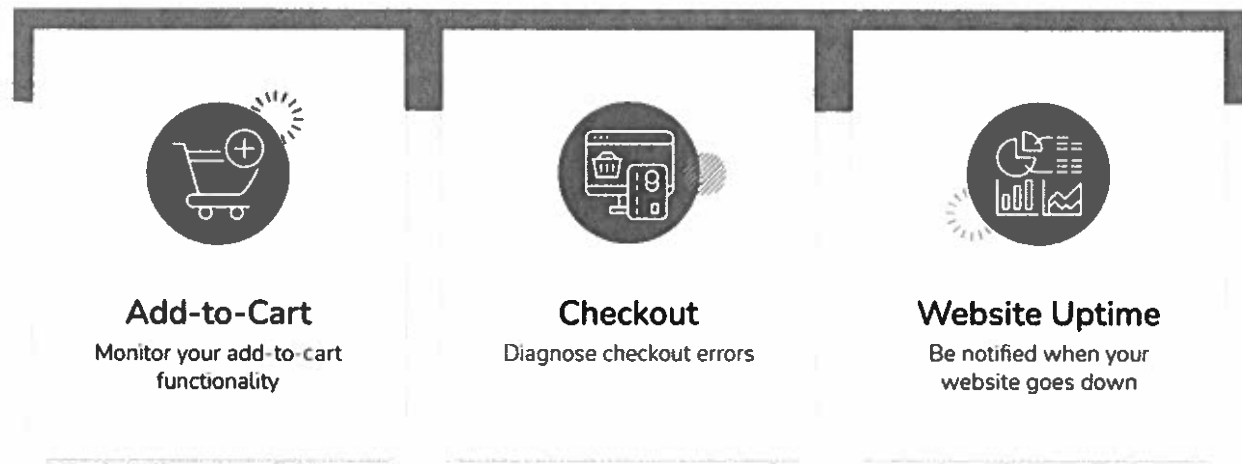 Add-to-Cart
Monitor your add-to-cart
functionality
Checkout
Diagnose checkout errors
Website Uptime
Be notified when your
website goes down